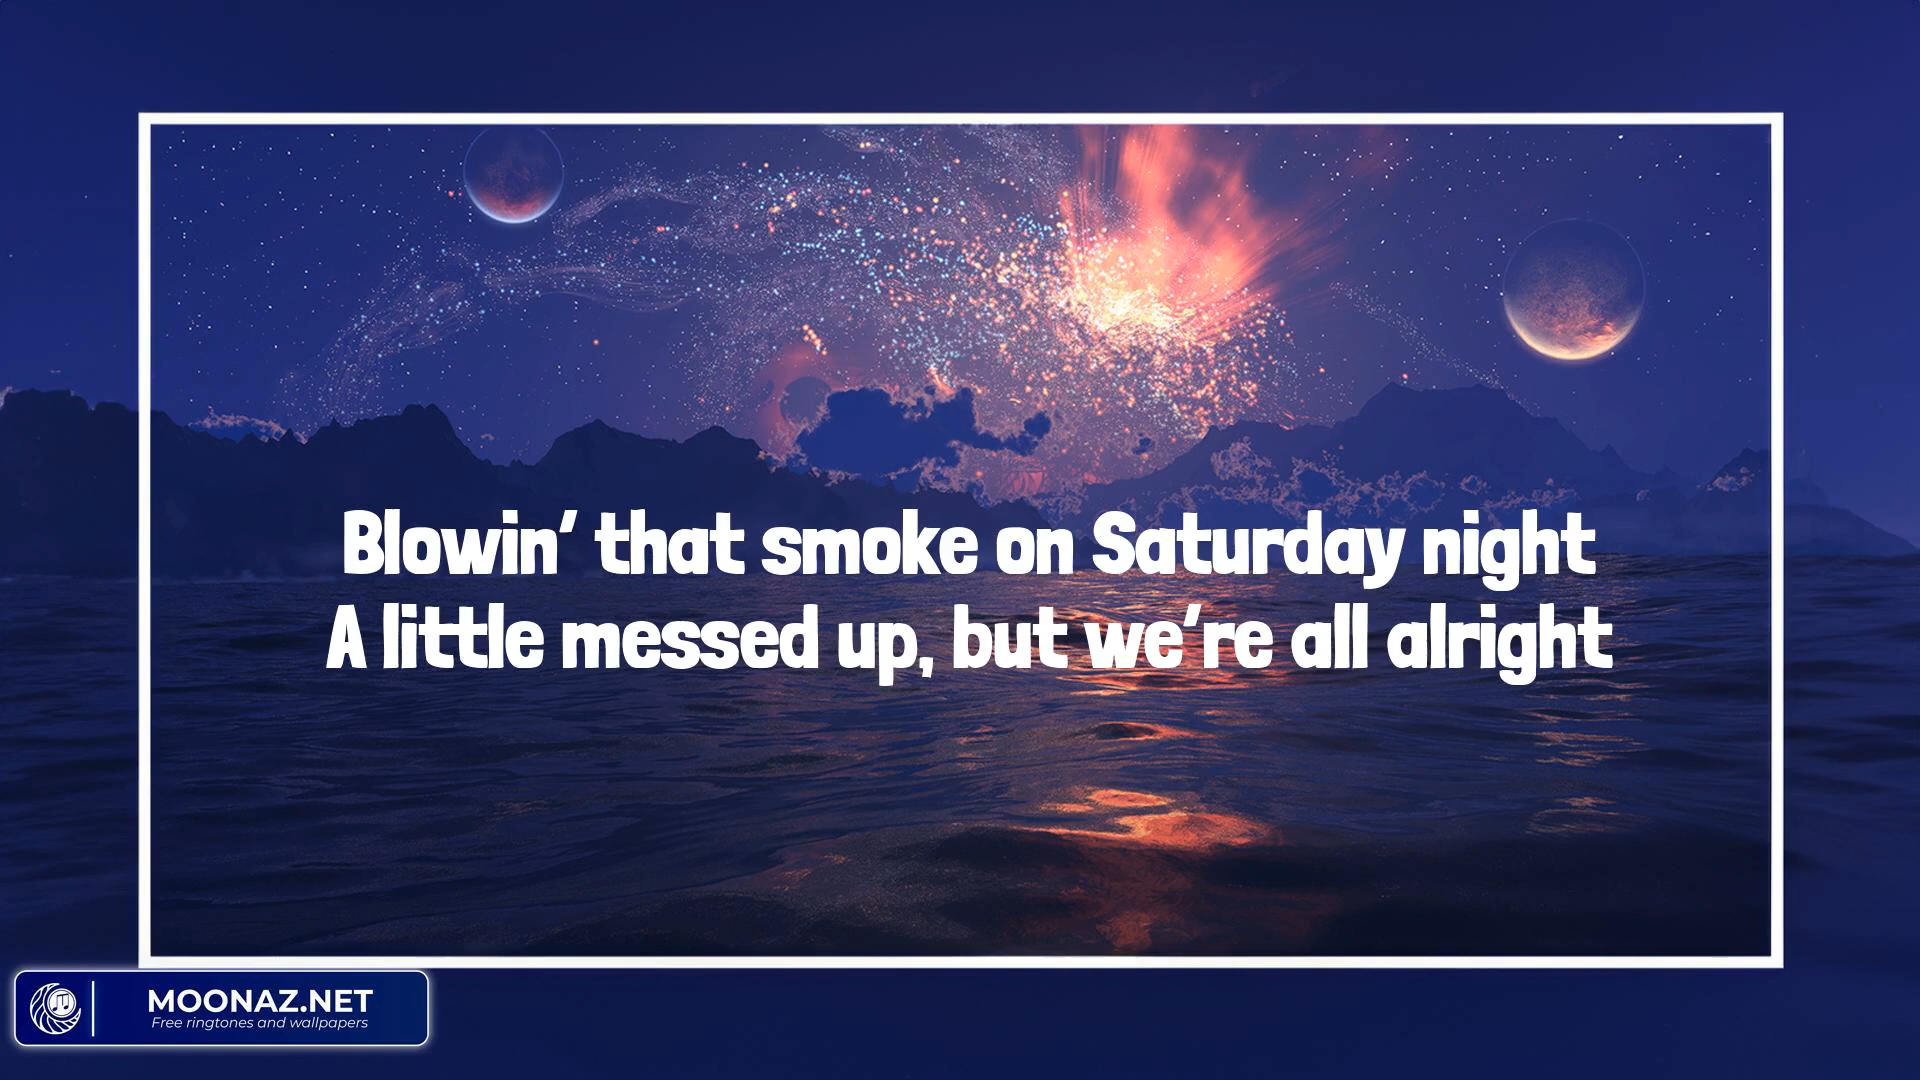 Blowin’ that smoke on Saturday night
A little messed up, but we’re all alright
MOONAZ.NET
Free ringtones and wallpapers